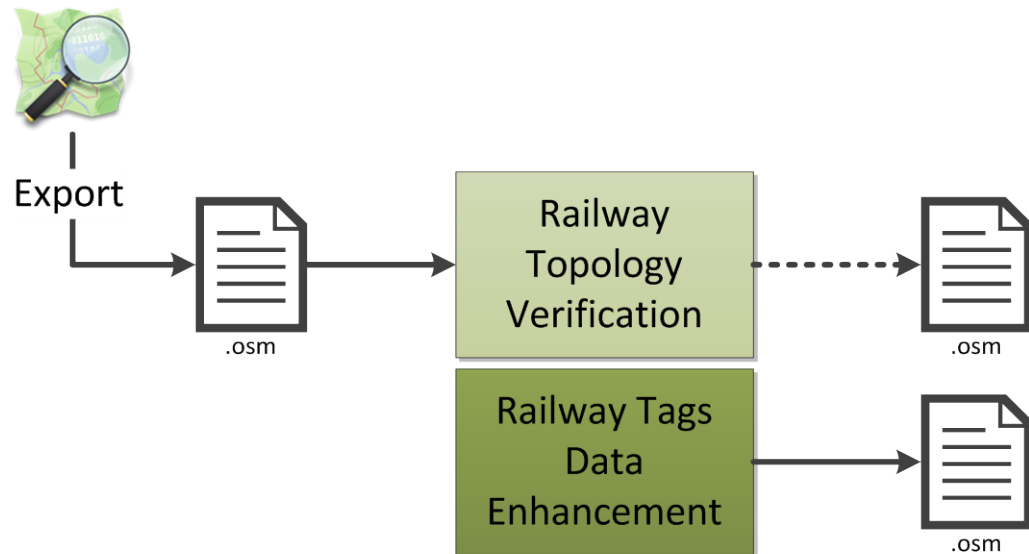 Export
.osm
Railway
Topology
Verification
.osm
Railway Tags
Data
Enhancement
.osm